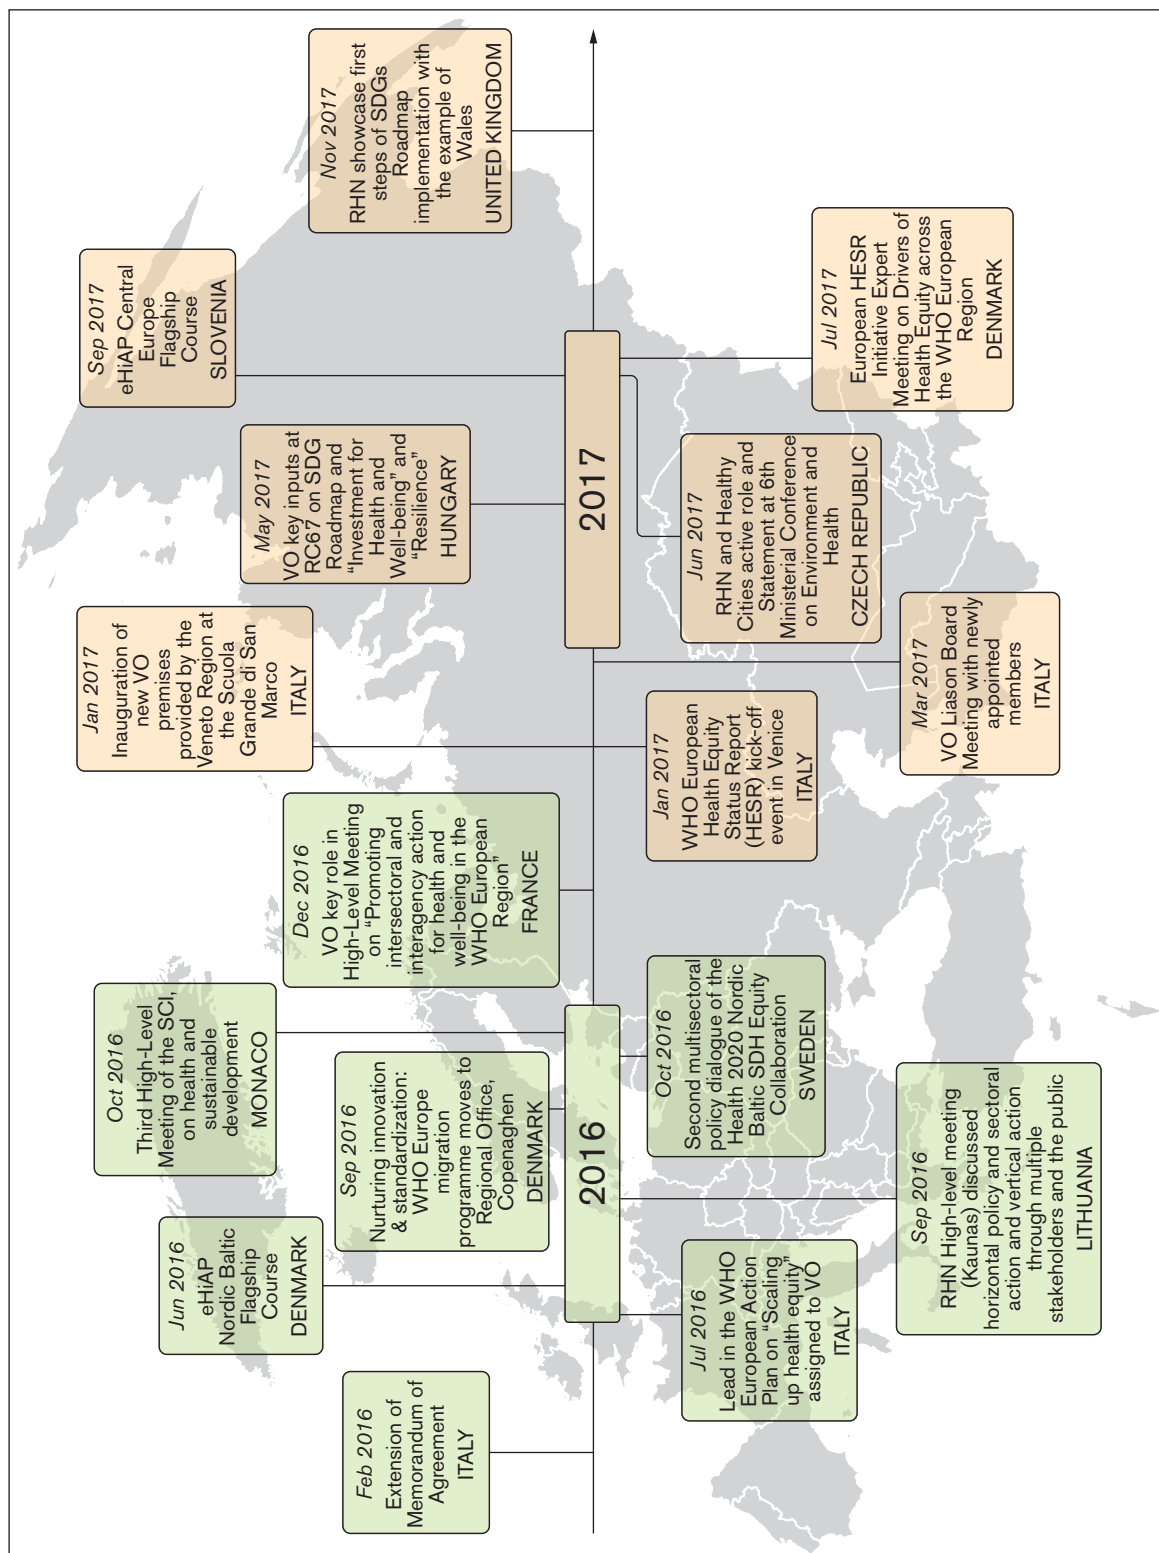 Feb 2016
Extension of
Memorandum of
Agreement
ITALY
Jun 2016
eHiAP
Nordic Baltic
Flagship
Course
DENMARK
Jul 2016
Lead in the WHO
European Action
Plan on “Scaling
up health equity”
assigned to VO
ITALY
Sep 2016
Nurturing innovation
& standardization:
WHO Europe
migration
programme moves to
Regional Office,
Copenaghen
DENMARK
Sep 2016
RHN High-level meeting
(Kaunas) discussed
horizontal policy and sectoral
action and vertical action
through multiple
stakeholders and the public
LITHUANIA
Oct 2016
Third High-Level
Meeting of the SCI,
on health and
sustainable
development
MONACO
Oct 2016
Second multisectoral
policy dialogue of the
Health 2020 Nordic
Baltic SDH Equity
Collaboration
SWEDEN
2016
Dec 2016
VO key role in
High-Level Meeting
on “Promoting
intersectoral and
interagency action
for health and
well-being in the
WHO European
Region”
FRANCE
Jan 2017
Inauguration of
new VO
premises
provided by the
Veneto Region at
the Scuola
Grande di San
Marco
ITALY
Jan 2017
WHO European
Health Equity
Status Report
(HESR) kick-off
event in Venice
ITALY
Mar 2017
VO Liason Board
Meeting with newly
appointed
members
ITALY
May 2017
VO key inputs at
RC67 on SDG
Roadmap and
“Investment for
Health and
Well-being” and
“Resilience”
HUNGARY
2017
Jun 2017
RHN and Healthy
Cities active role and
Statement at 6th
Ministerial Conference
on Environment and
Health
CZECH REPUBLIC
Jul 2017
European HESR
Initiative Expert
Meeting on Drivers of
Health Equity across
the WHO European
Region
DENMARK
Sep 2017
eHiAP Central
Europe
Flagship
Course
SLOVENIA
Nov 2017
RHN showcase first
steps of SDGs
Roadmap
implementation with
the example of
Wales
UNITED KINGDOM